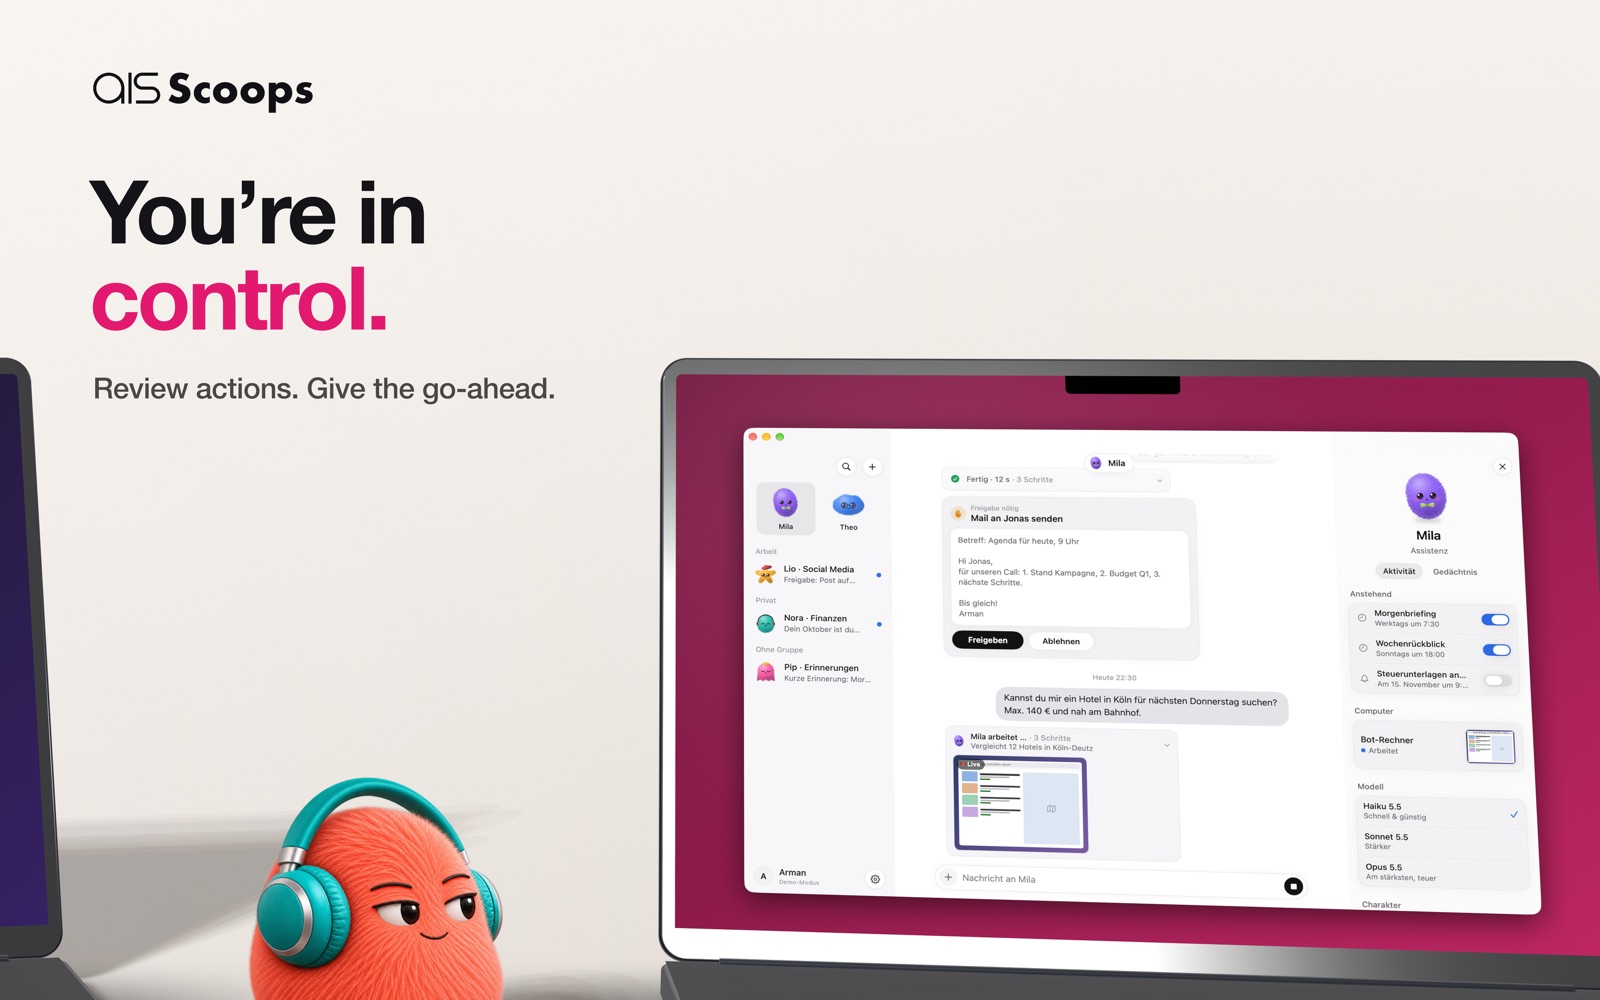 ais Scoops
You're in
control.
Review actions. Give the go-ahead.
Mila
Theo
Arbeit
Lio · Social Media
Freigabe: Post auf...
Privat
Nora · Finanzen
Dein Oktober ist du...
Ohne Gruppe
Pip · Erinnerungen
Kurze Erinnerung: Mor...
A
Arman
Demo-Modus
Mila
Fertig · 12 s · 3 Schritte
Freigabe nötig
Mail an Jonas senden
Betreff: Agenda für heute, 9 Uhr
Hi Jonas,
für unseren Call: 1. Stand Kampagne, 2. Budget Q1, 3.
nächste Schritte.
Bis gleich!
Arman
Freigeben
Ablehnen
Heute 22:30
Kannst du mir ein Hotel in Köln für nächsten Donnerstag suchen?
Max. 140 € und nah am Bahnhof.
Mila arbeitet ... · 3 Schritte
Vergleicht 12 Hotels in Köln-Deutz
Live
Nachricht an Mila
Mila
Assistenz
Aktivität
Gedächtnis
Anstehend
Morgenbriefing
Werktags um 7:30
Wochenrückblick
Sonntags um 18:00
Steuerunterlagen an...
Am 15. November um 9:...
Computer
Bot-Rechner
Arbeitet
Modell
Haiku 5.5
Schnell & günstig
Sonnet 5.5
Stärker
Opus 5.5
Am stärksten, teuer
Charakter